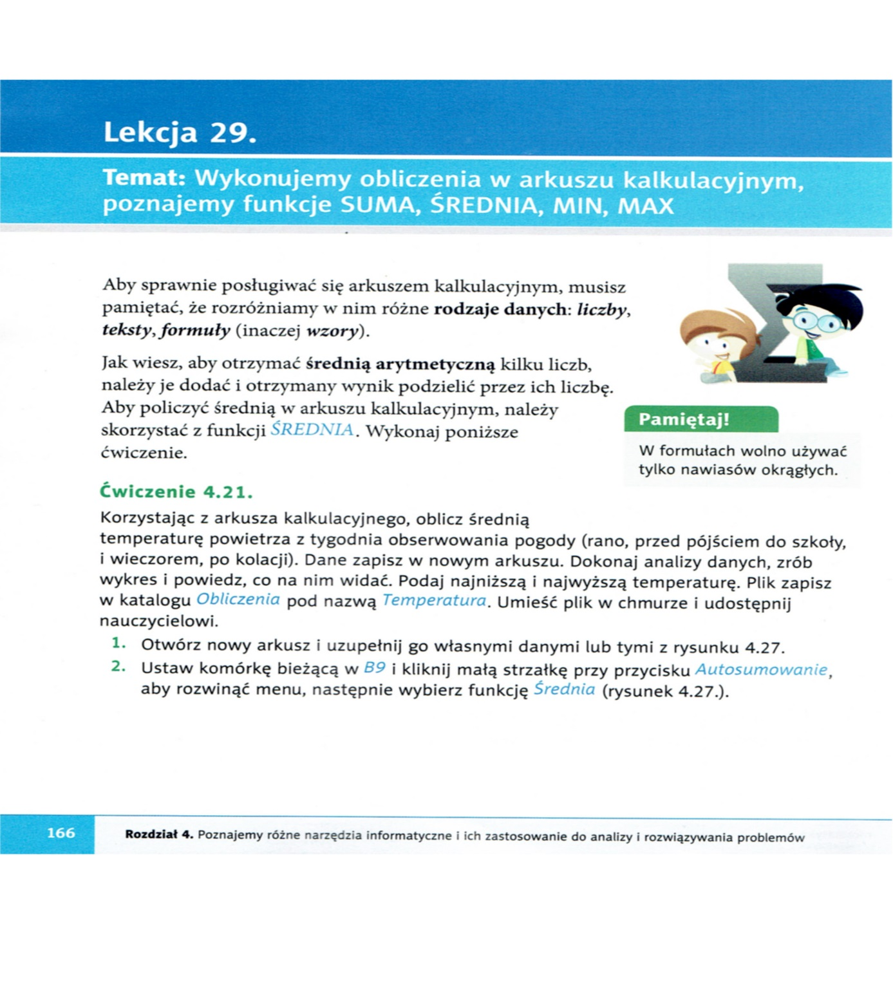 Lekcja 29.
Temat: Wykonujemy obliczenia w arkuszu kalkulacyjnym,
poznajemy funkcje SUMA, ŚREDNIA, MIN, MAX
Aby sprawnie posługiwać się arkuszem kalkulacyjnym, musisz
pamiętać, że rozróżniamy w nim różne rodzaje danych: liczby,
teksty, formuły (inaczej wzory).
Jak wiesz, aby otrzymać średnią arytmetyczną kilku liczb,
należy je dodać i otrzymany wynik podzielić przez ich liczbę.
Aby policzyć średnią w arkuszu kalkulacyjnym, należy
skorzystać z funkcji ŚREDNIA. Wykonaj poniższe
ćwiczenie.
Pamiętaj!
W formułach wolno używać
tylko nawiasów okrągłych.
Ćwiczenie 4.21.
Korzystając z arkusza kalkulacyjnego, oblicz średnią
temperaturę powietrza z tygodnia obserwowania pogody (rano, przed pójściem do szkoły,
i wieczorem, po kolacji). Dane zapisz w nowym arkuszu. Dokonaj analizy danych, zrób
wykres i powiedz, co na nim widać. Podaj najniższą i najwyższą temperaturę. Plik zapisz
w katalogu Obliczenia pod nazwą Temperatura. Umieść plik w chmurze i udostępnij
nauczycielowi.
1. Otwórz nowy arkusz i uzupełnij go własnymi danymi lub tymi z rysunku 4.27.
2. Ustaw komórkę bieżącą w B9 i kliknij małą strzałkę przy przycisku Autosumowanie,
aby rozwinąć menu, następnie wybierz funkcję Średnia (rysunek 4.27.).
166
Rozdział 4. Poznajemy różne narzędzia informatyczne i ich zastosowanie do analizy i rozwiązywania problemów